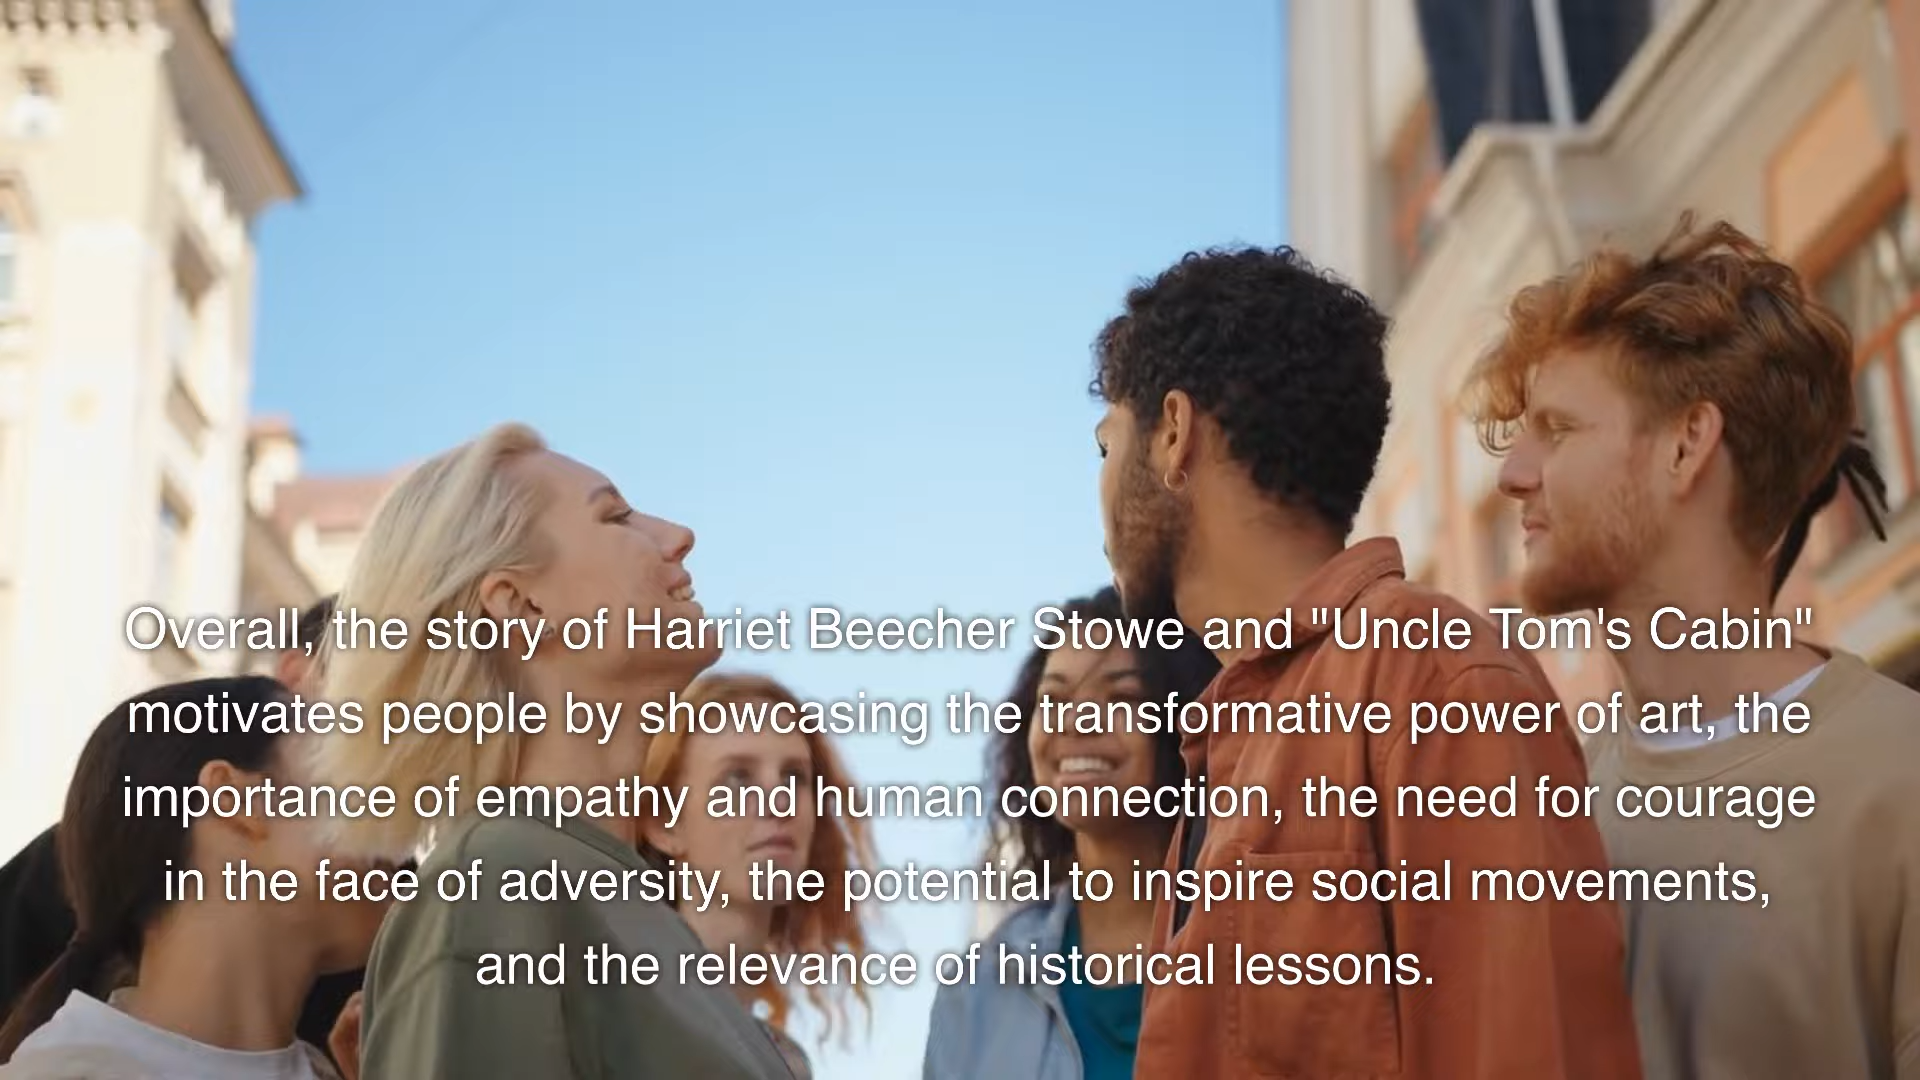 Overall, the story of Harriet Beecher Stowe and "Uncle Tom's Cabin"
motivates people by showcasing the transformative power of art, the
importance of empathy and human connection, the need for courage
in the face of adversity, the potential to inspire social movements,
and the relevance of historical lessons.